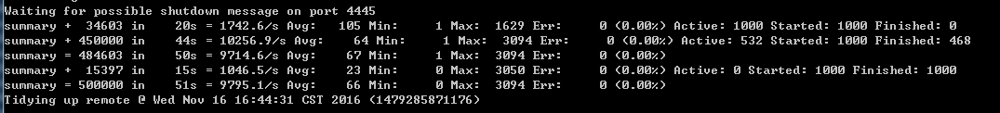 Waiting for possible shutdown message on port 4445
summary +  34603 in    20s = 1742.6/s Avg:   105 Min:     1 Max:  1629 Err:     0 (0.00%) Active: 1000 Started: 1000 Finished: 0
summary + 450000 in    44s = 10256.9/s Avg:    64 Min:     1 Max:  3094 Err:     0 (0.00%) Active: 532 Started: 1000 Finished: 468
summary = 484603 in    50s = 9714.6/s Avg:    67 Min:     1 Max:  3094 Err:     0 (0.00%)
summary +  15397 in    15s = 1046.5/s Avg:    23 Min:     0 Max:  3050 Err:     0 (0.00%) Active: 0 Started: 1000 Finished: 1000
summary = 500000 in    51s = 9795.1/s Avg:    66 Min:     0 Max:  3094 Err:     0 (0.00%)
Tidying up remote @ Wed Nov 16 16:44:31 CST 2016 (1479285871176)